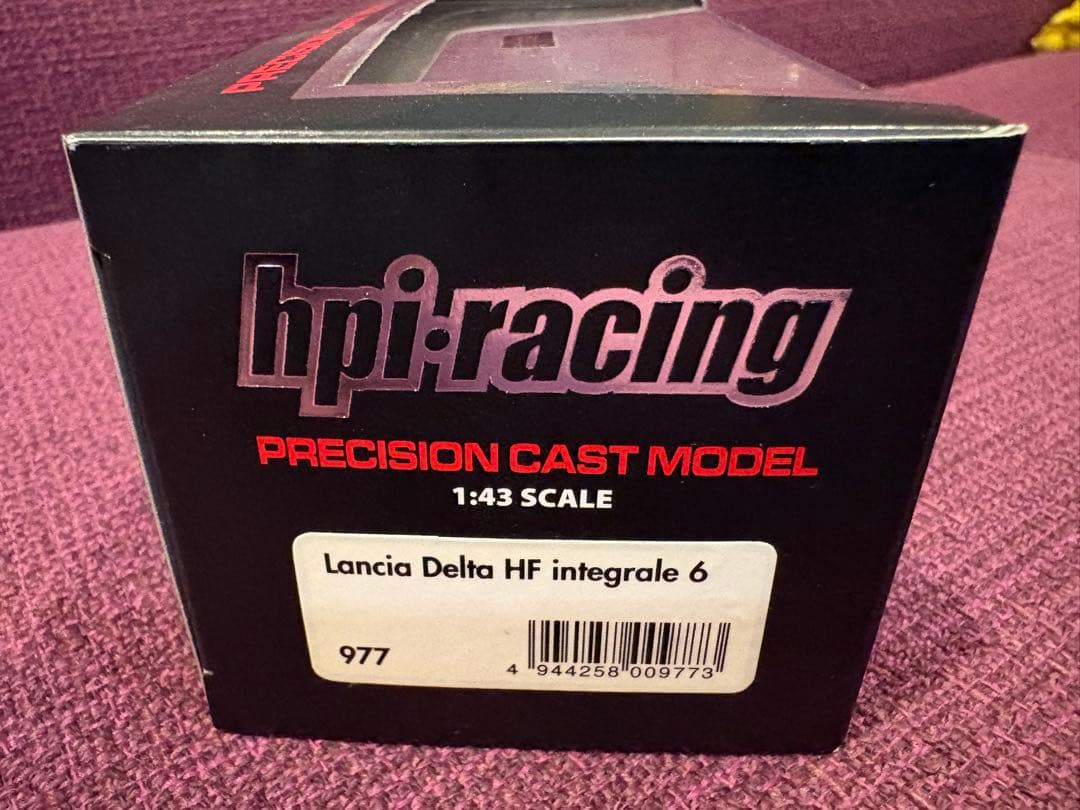 hpi·racing
PRECISION CAST MODEL
1:43 SCALE
Lancia Delta HF integrale 6
977
4 944258 009773